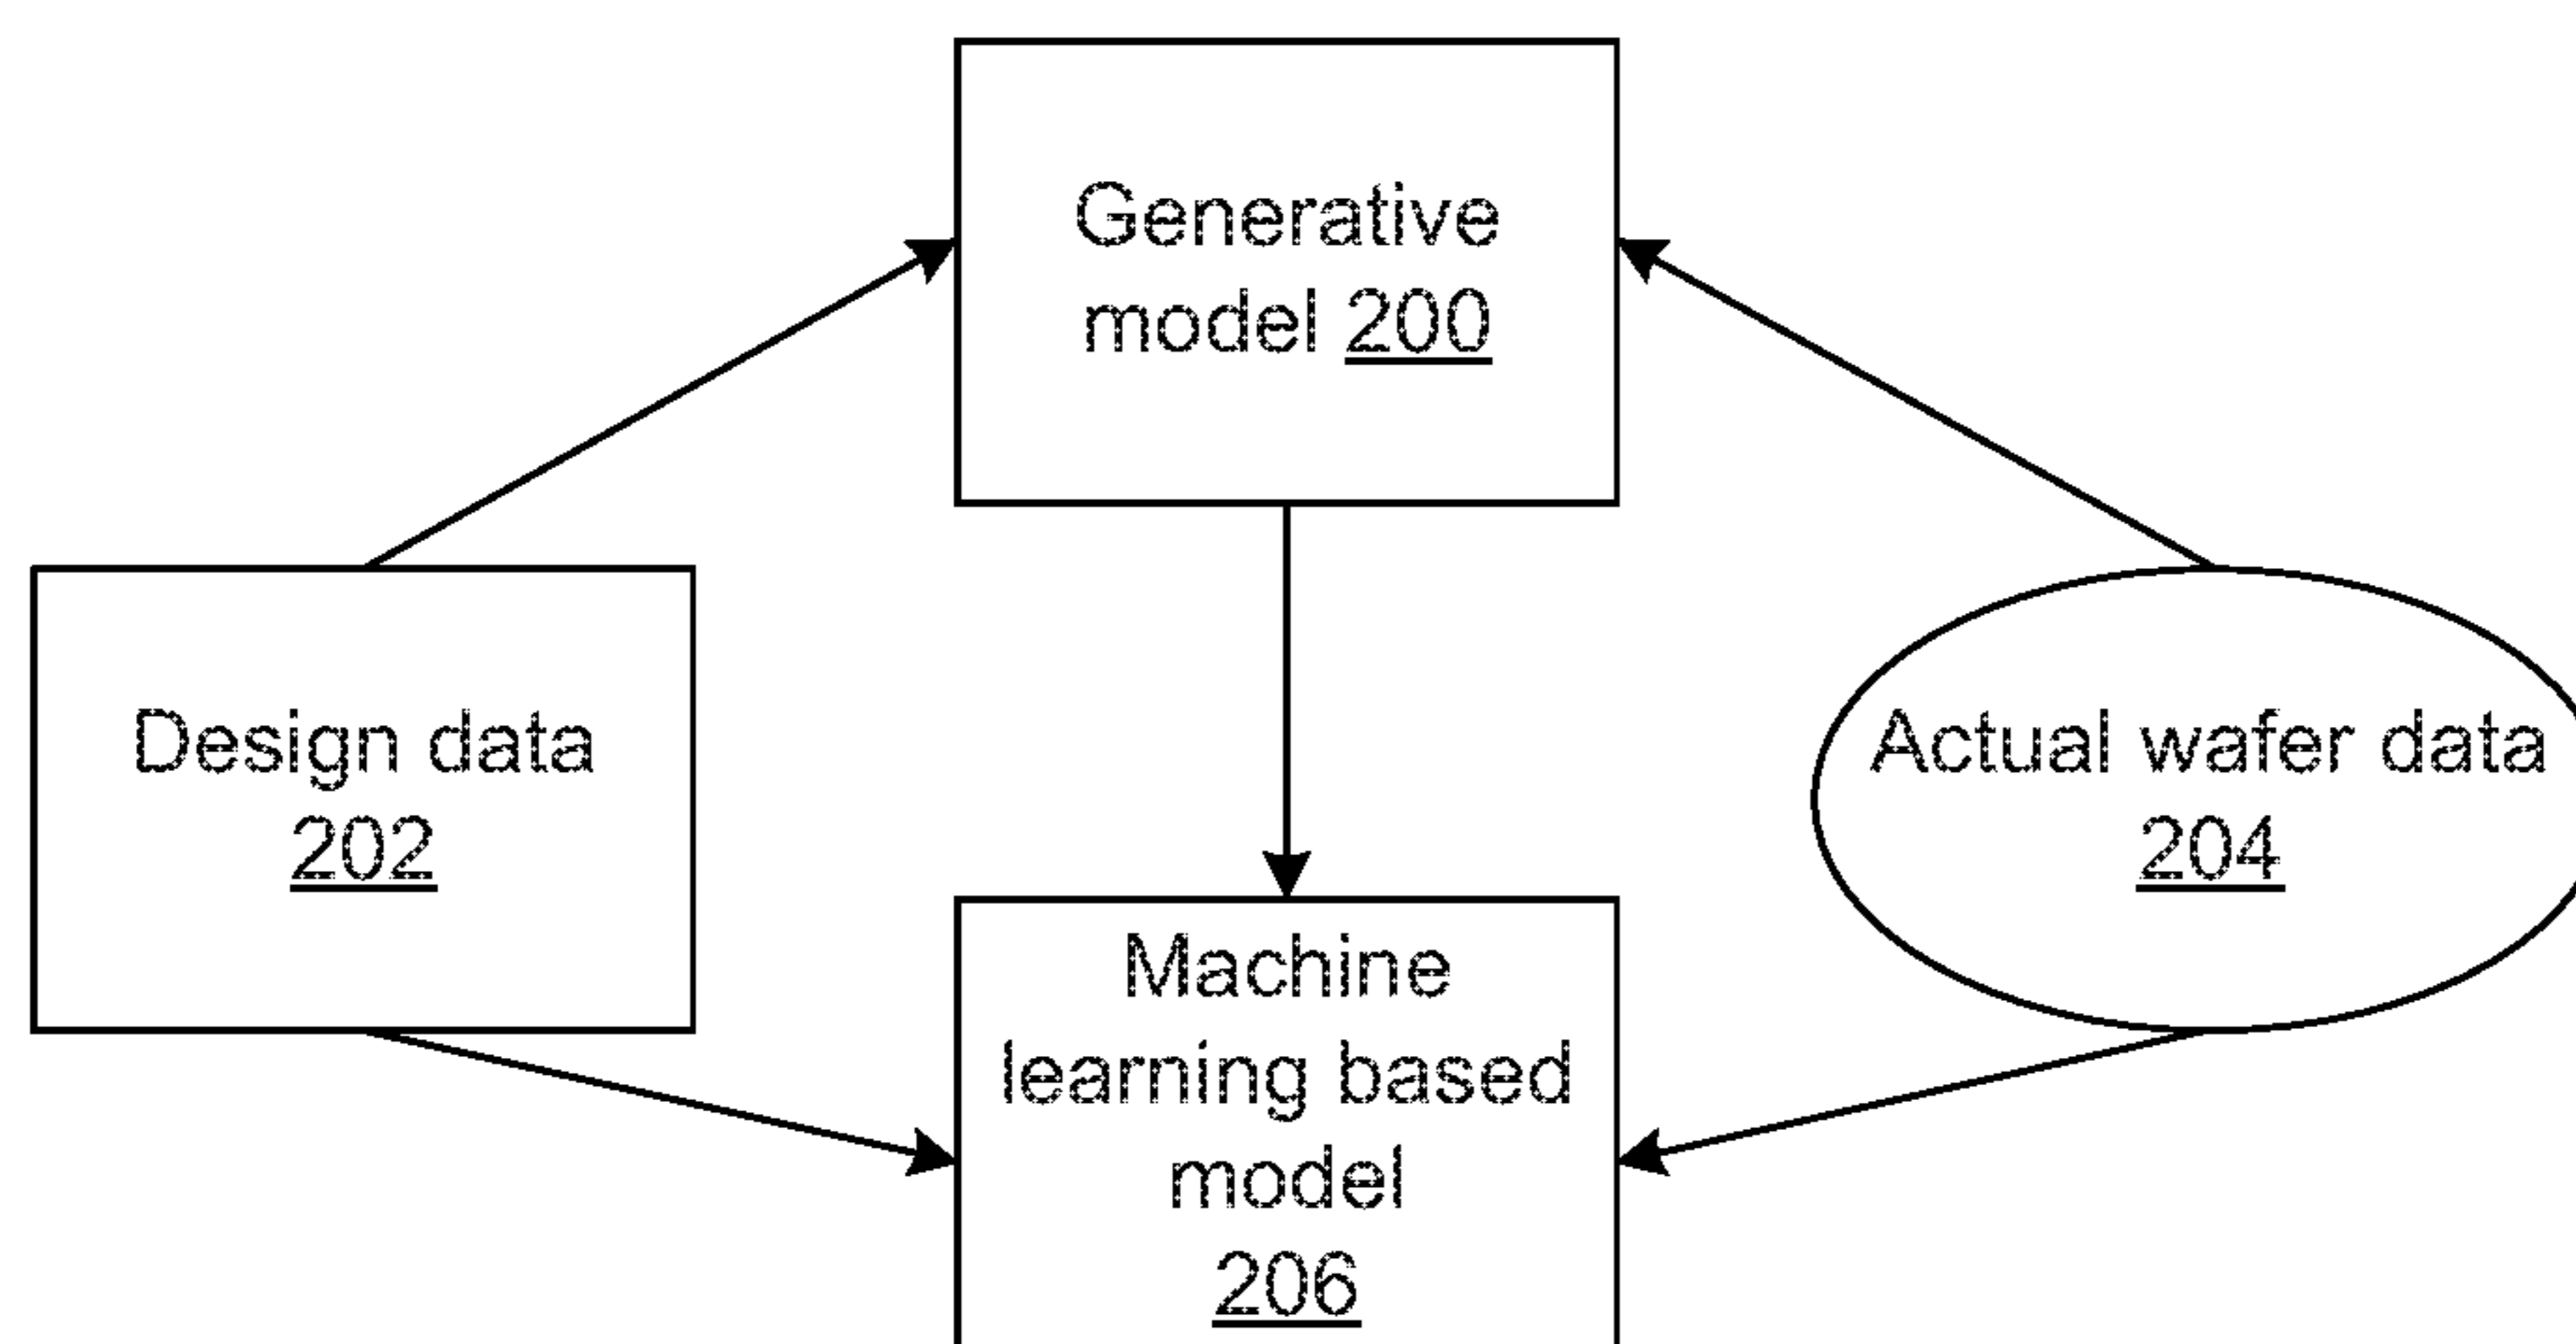 Generative
model 200
Design data
202
Actual wafer data
204
Machine
learning based
model
206